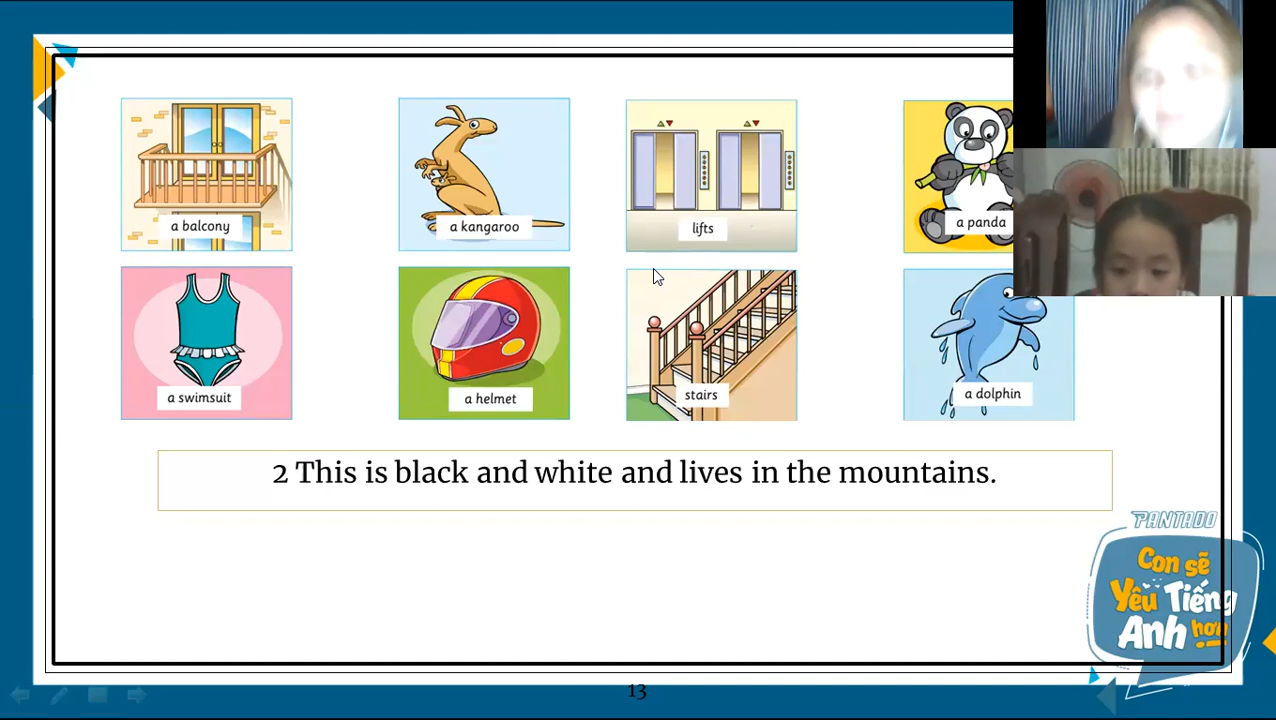 a balcony
a kangaroo
lifts
a panda
a swimsuit
a helmet
stairs
a dolphin
2 This is black and white and lives in the mountains.
PANTADO
Con sẽ
Yêu Tiếng
Anh hơn
13